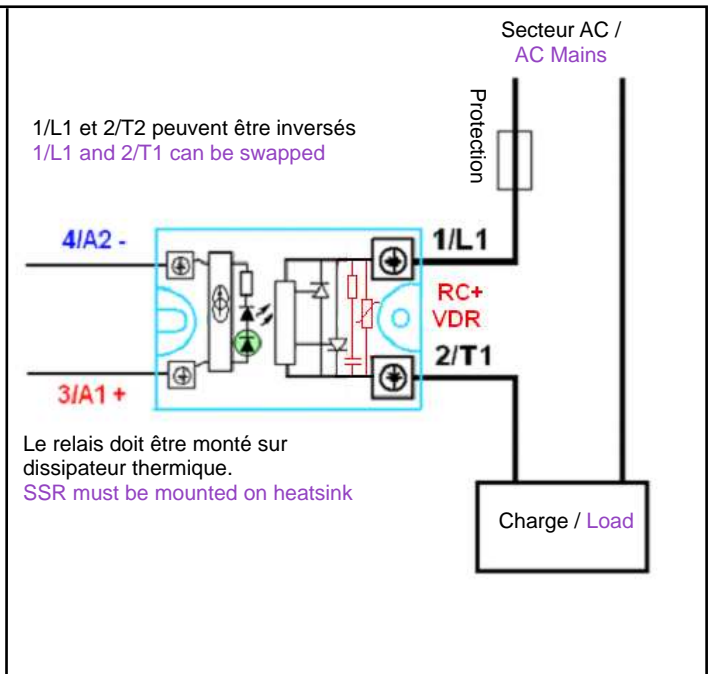 Secteur AC /
AC Mains
Protection
1/L1 et 2/T2 peuvent être inversés
1/L1 and 2/T1 can be swapped
4/A2 -
1/L1
RC+
VDR
2/T1
3/A1 +
Le relais doit être monté sur
dissipateur thermique.
SSR must be mounted on heatsink
Charge / Load